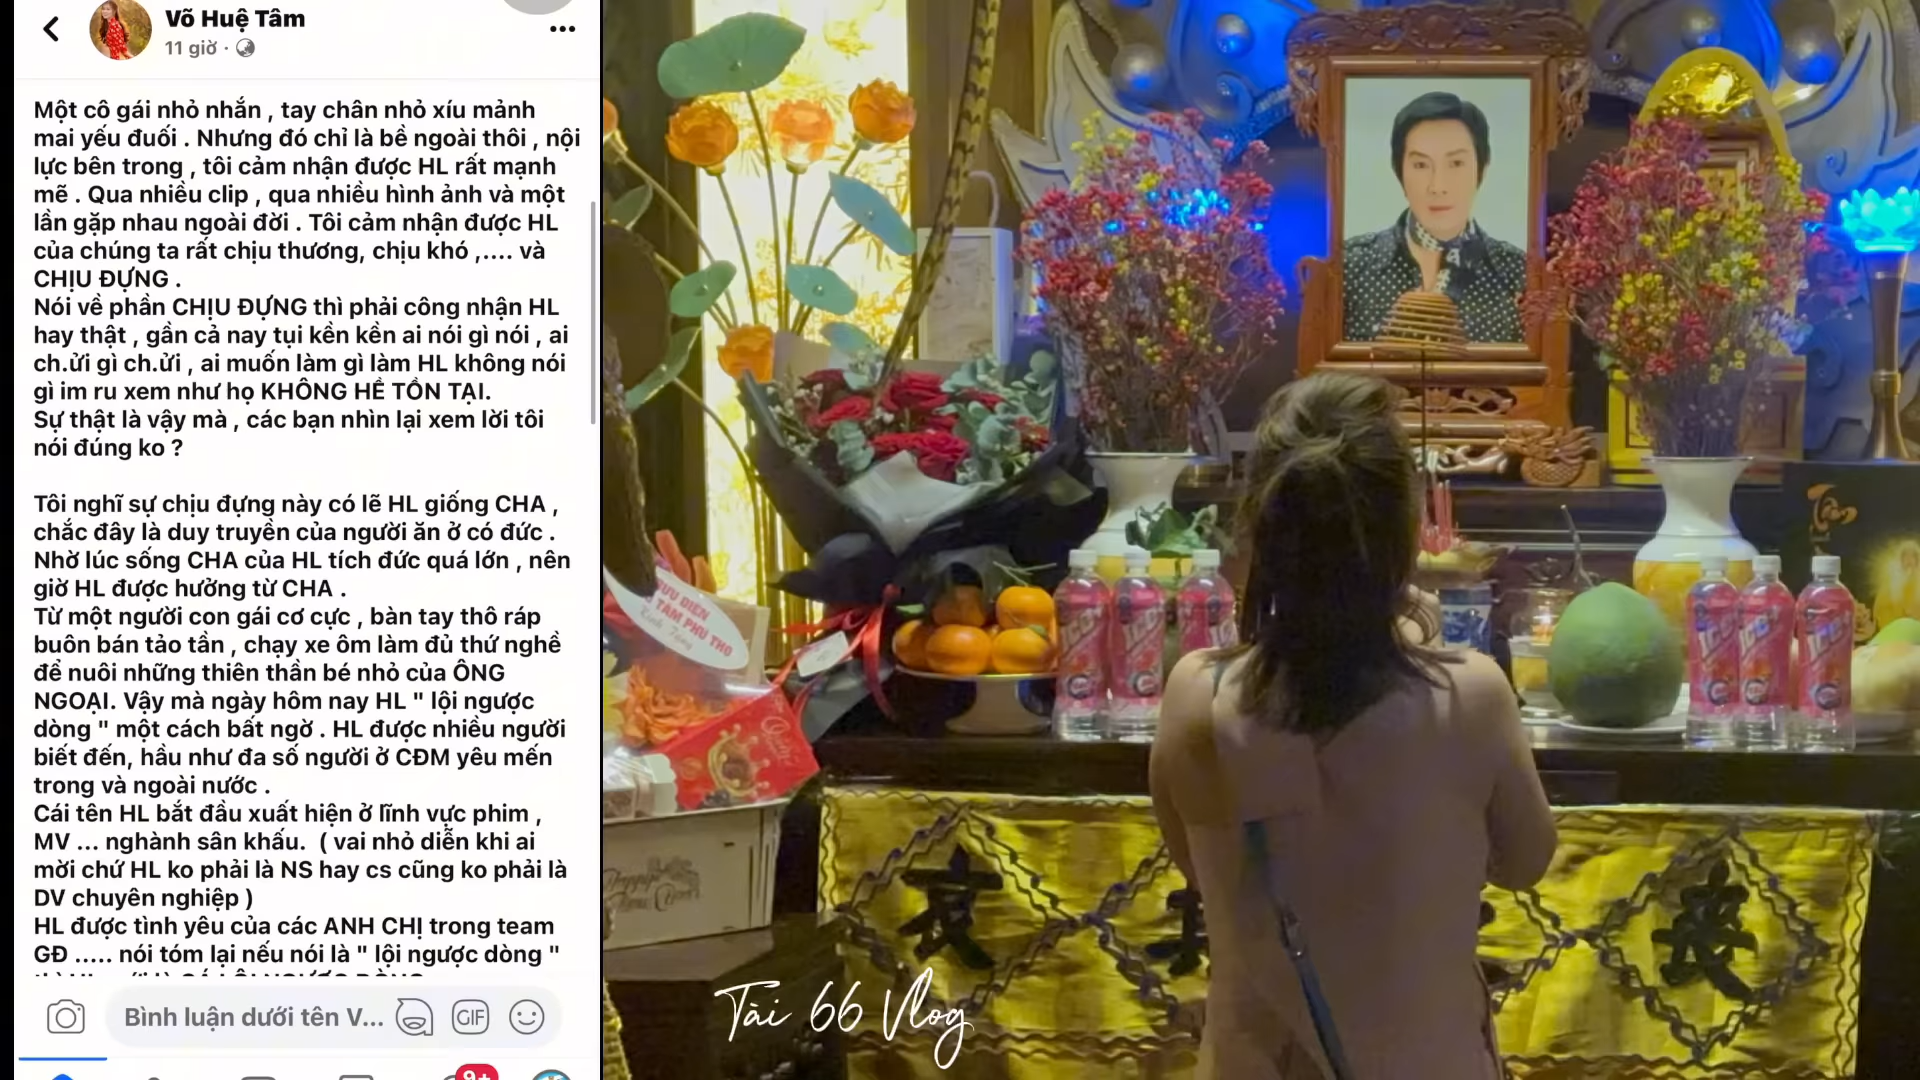 Võ Huệ Tâm
11 giờ ·
Một cô gái nhỏ nhắn , tay chân nhỏ xíu mảnh
mai yếu đuối . Nhưng đó chỉ là bề ngoài thôi , nội
lực bên trong , tôi cảm nhận được HL rất mạnh
mẽ . Qua nhiều clip , qua nhiều hình ảnh và một
lần gặp nhau ngoài đời . Tôi cảm nhận được HL
của chúng ta rất chịu thương, chịu khó ,.... và
CHỊU ĐỰNG .
Nói về phần CHỊU ĐỰNG thì phải công nhận HL
hay thật , gần cả nay tụi kền kền ai nói gì nói , ai
ch.ửi gì ch.ửi , ai muốn làm gì làm HL không nói
gì im ru xem như họ KHÔNG HỀ TỒN TẠI.
Sự thật là vậy mà , các bạn nhìn lại xem lời tôi
nói đúng ko ?
Tôi nghĩ sự chịu đựng này có lẽ HL giống CHA ,
chắc đây là duy truyền của người ăn ở có đức .
Nhờ lúc sống CHA của HL tích đức quá lớn , nên
giờ HL được hưởng từ CHA .
Từ một người con gái cơ cực , bàn tay thô ráp
buôn bán tảo tần , chạy xe ôm làm đủ thứ nghề
để nuôi những thiên thần bé nhỏ của ÔNG
NGOẠI. Vậy mà ngày hôm nay HL " lội ngược
dòng " một cách bất ngờ . HL được nhiều người
biết đến, hầu như đa số người ở CĐM yêu mến
trong và ngoài nước .
Cái tên HL bắt đầu xuất hiện ở lĩnh vực phim ,
MV ... nghành sân khấu.  ( vai nhỏ diễn khi ai
mời chứ HL ko phải là NS hay cs cũng ko phải là
DV chuyên nghiệp )
HL được tình yêu của các ANH CHỊ trong team
GĐ ..... nói tóm lại nếu nói là " lội ngược dòng "
Bình luận dưới tên V...
GIF
9+
TÂM PHÚ THỌ
Kính Tặng
Tài 66 Vlog